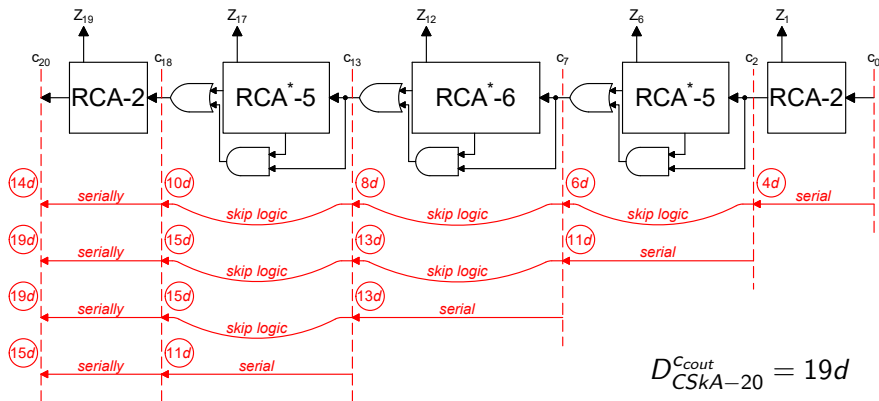 Z19 Z17 Z12 Z6 Z1
c20 c18 c13 c7 c2 c0
RCA-2 RCA*-5 RCA*-6 RCA*-5 RCA-2
14d 10d 8d 6d 4d
serially skip logic skip logic skip logic serial
19d 15d 13d 11d
serially skip logic skip logic serial
19d 15d 13d
serially skip logic serial
15d 11d
serially serial
D^{c_{cout}}_{CSkA−20} = 19d